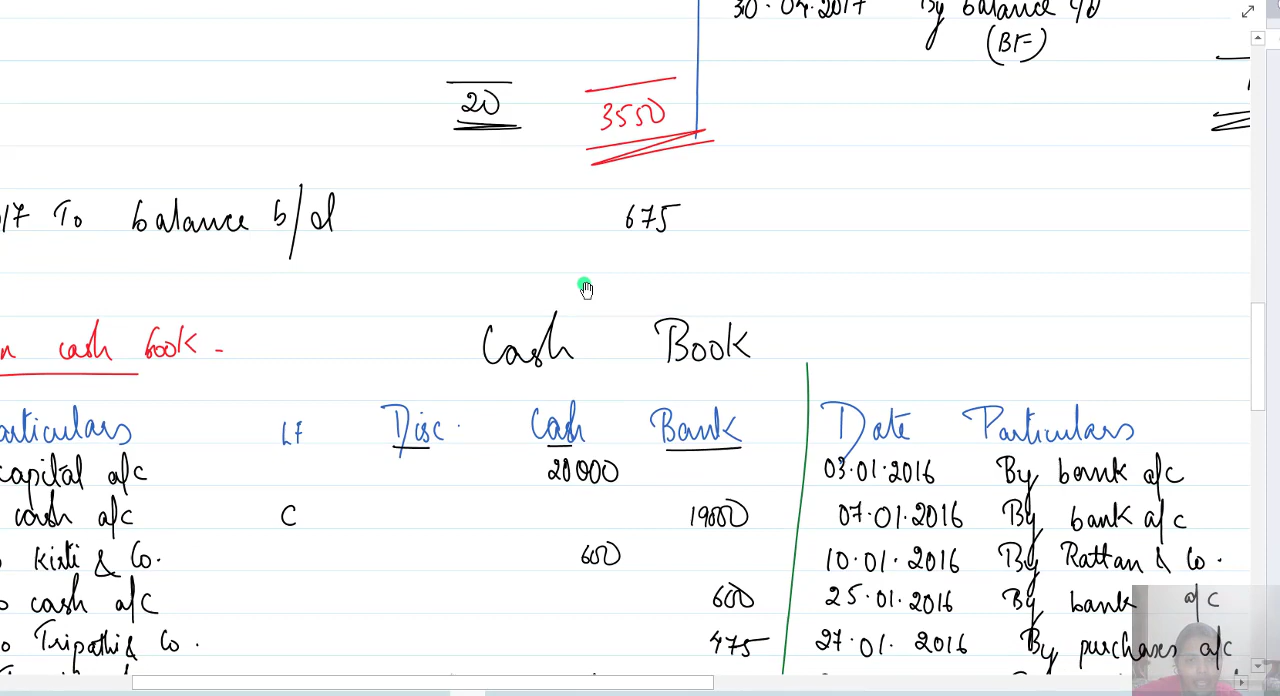 30.04.2017 By balance c/d
(BF)
20 3550
To balance b/d 675
cash book - Cash Book
articulars LF Disc. Cash Bank Date Particulars
capital a/c 20000 03.01.2016 By bank a/c
cash a/c C 19000 07.01.2016 By bank a/c
Kirti & Co. 600 10.01.2016 By Rattan & Co.
o cash a/c 600 25.01.2016 By bank a/c
o Tripathi & Co. 475 27.01.2016 By purchases a/c